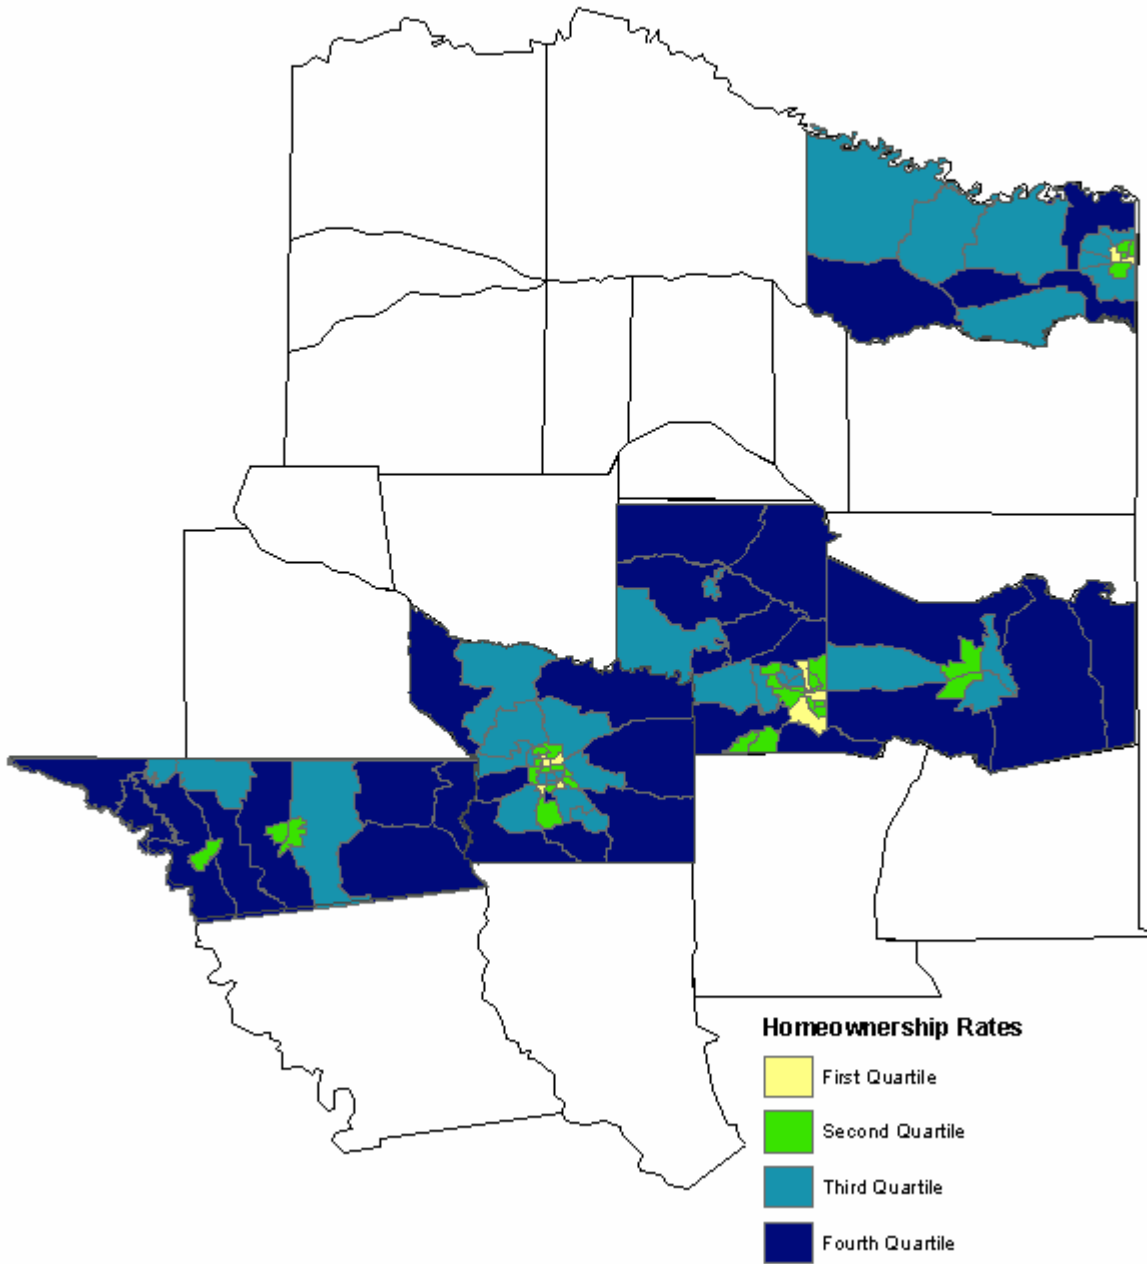 Homeownership Rates
First Quartile
Second Quartile
Third Quartile
Fourth Quartile